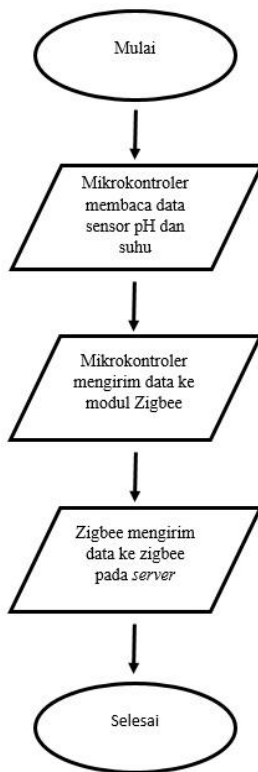 Mulai
Mikrokontroler
membaca data
sensor pH dan
suhu
Mikrokontroler
mengirim data ke
modul Zigbee
Zigbee mengirim
data ke zigbee
pada server
Selesai